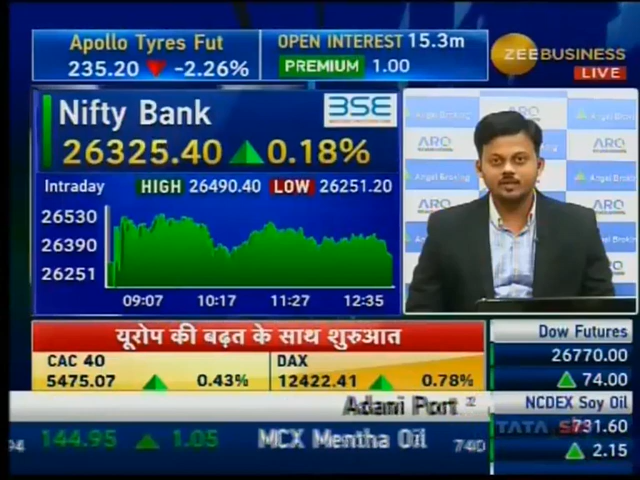 Apollo Tyres Fut
235.20 -2.26%
OPEN INTEREST 15.3m
PREMIUM 1.00
ZEEBUSINESS
LIVE
Nifty Bank
BSE
26325.40 0.18%
Intraday HIGH 26490.40 LOW 26251.20
26530
26390
26251
09:07 10:17 11:27 12:35
Angel Broking
ARQ
यूरोप की बढ़त के साथ शुरुआत
CAC 40
5475.07 0.43%
DAX
12422.41 0.78%
Dow Futures
26770.00
74.00
NCDEX Soy Oil
731.60
2.15
TATA SKY
Adani Port
144.95 1.05 MCX Mentha Oil